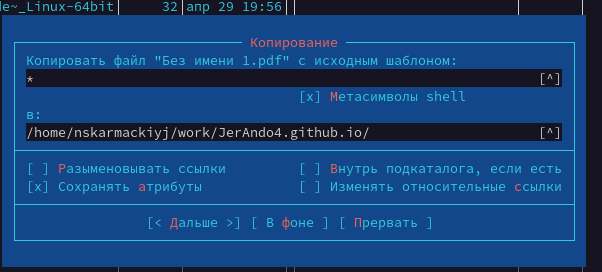 de~_Linux-64bit 32 апр 29 19:56
Копирование
Копировать файл "Без имени 1.pdf" с исходным шаблоном:
* [^]
[x] Метасимволы shell
в:
/home/nskarmackiyj/work/JerAndo4.github.io/ [^]
[ ] Разыменовывать ссылки [ ] Внутрь подкаталога, если есть
[x] Сохранять атрибуты [ ] Изменять относительные ссылки
[< Дальше >] [ В фоне ] [ Прервать ]